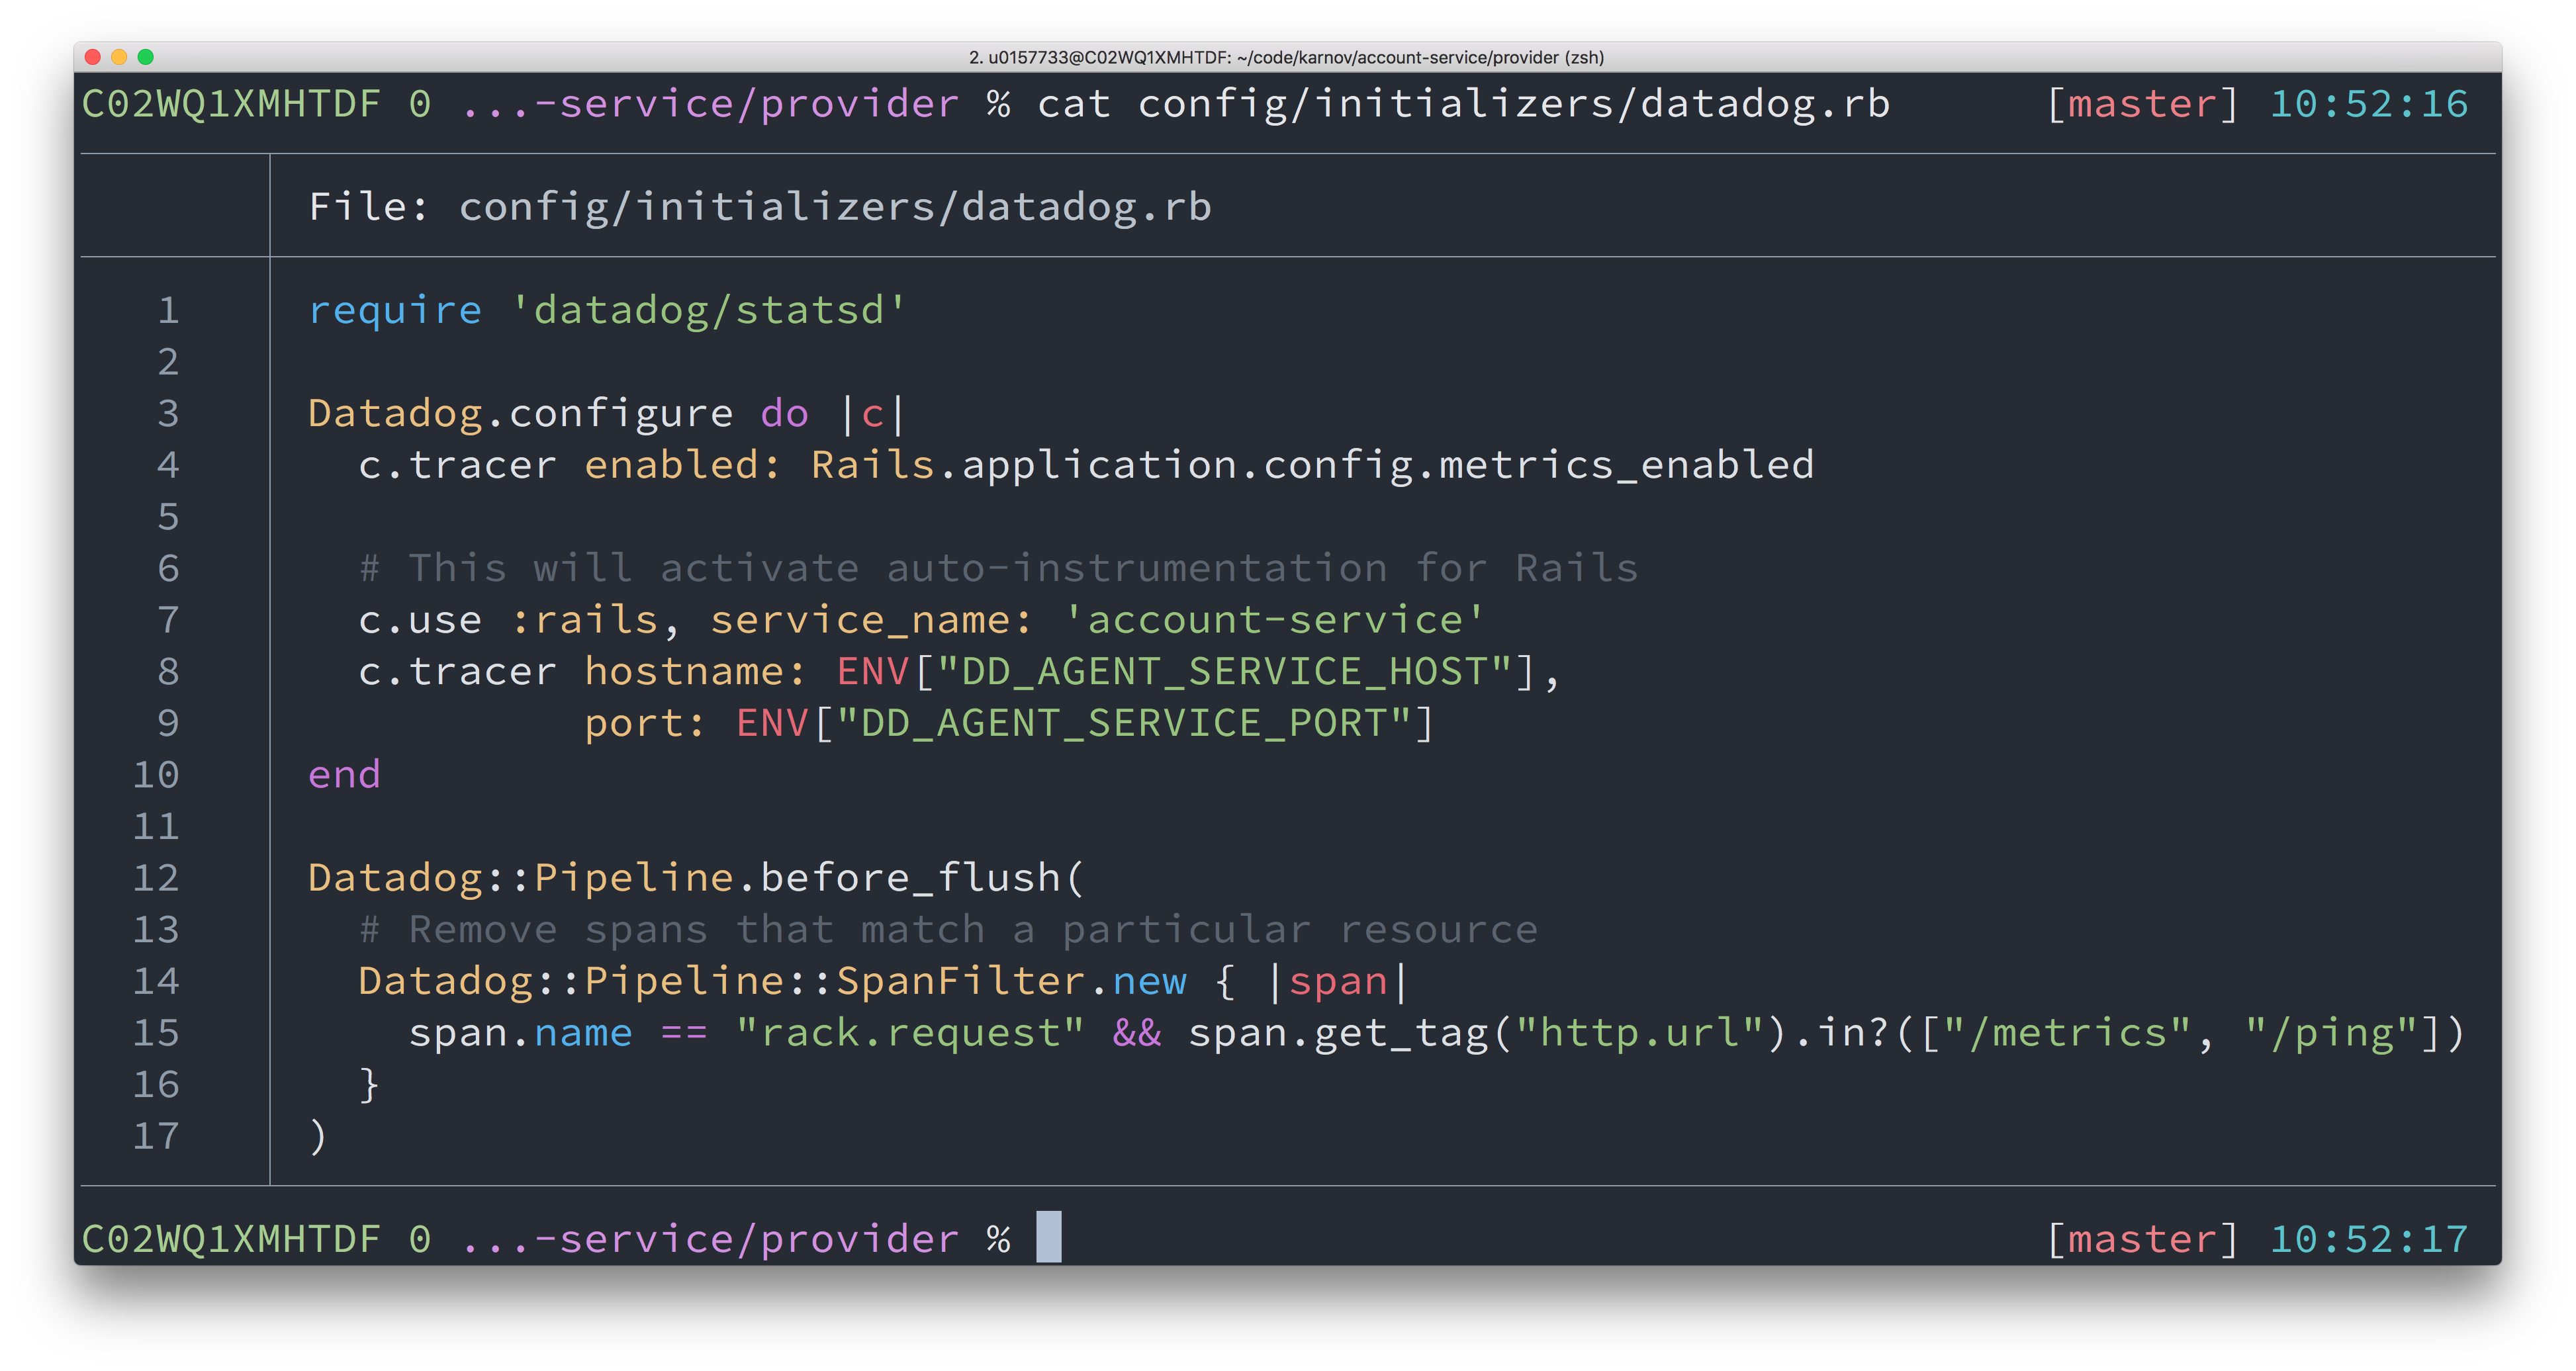 2. u0157733@C02WQ1XMHTDF: ~/code/karnov/account-service/provider (zsh)
C02WQ1XMHTDF 0 ...-service/provider % cat config/initializers/datadog.rb [master] 10:52:16
File: config/initializers/datadog.rb
1 require 'datadog/statsd'
2
3 Datadog.configure do |c|
4   c.tracer enabled: Rails.application.config.metrics_enabled
5
6   # This will activate auto-instrumentation for Rails
7   c.use :rails, service_name: 'account-service'
8   c.tracer hostname: ENV["DD_AGENT_SERVICE_HOST"],
9            port: ENV["DD_AGENT_SERVICE_PORT"]
10 end
11
12 Datadog::Pipeline.before_flush(
13   # Remove spans that match a particular resource
14   Datadog::Pipeline::SpanFilter.new { |span|
15     span.name == "rack.request" && span.get_tag("http.url").in?(["/metrics", "/ping"])
16   }
17 )
C02WQ1XMHTDF 0 ...-service/provider % [master] 10:52:17